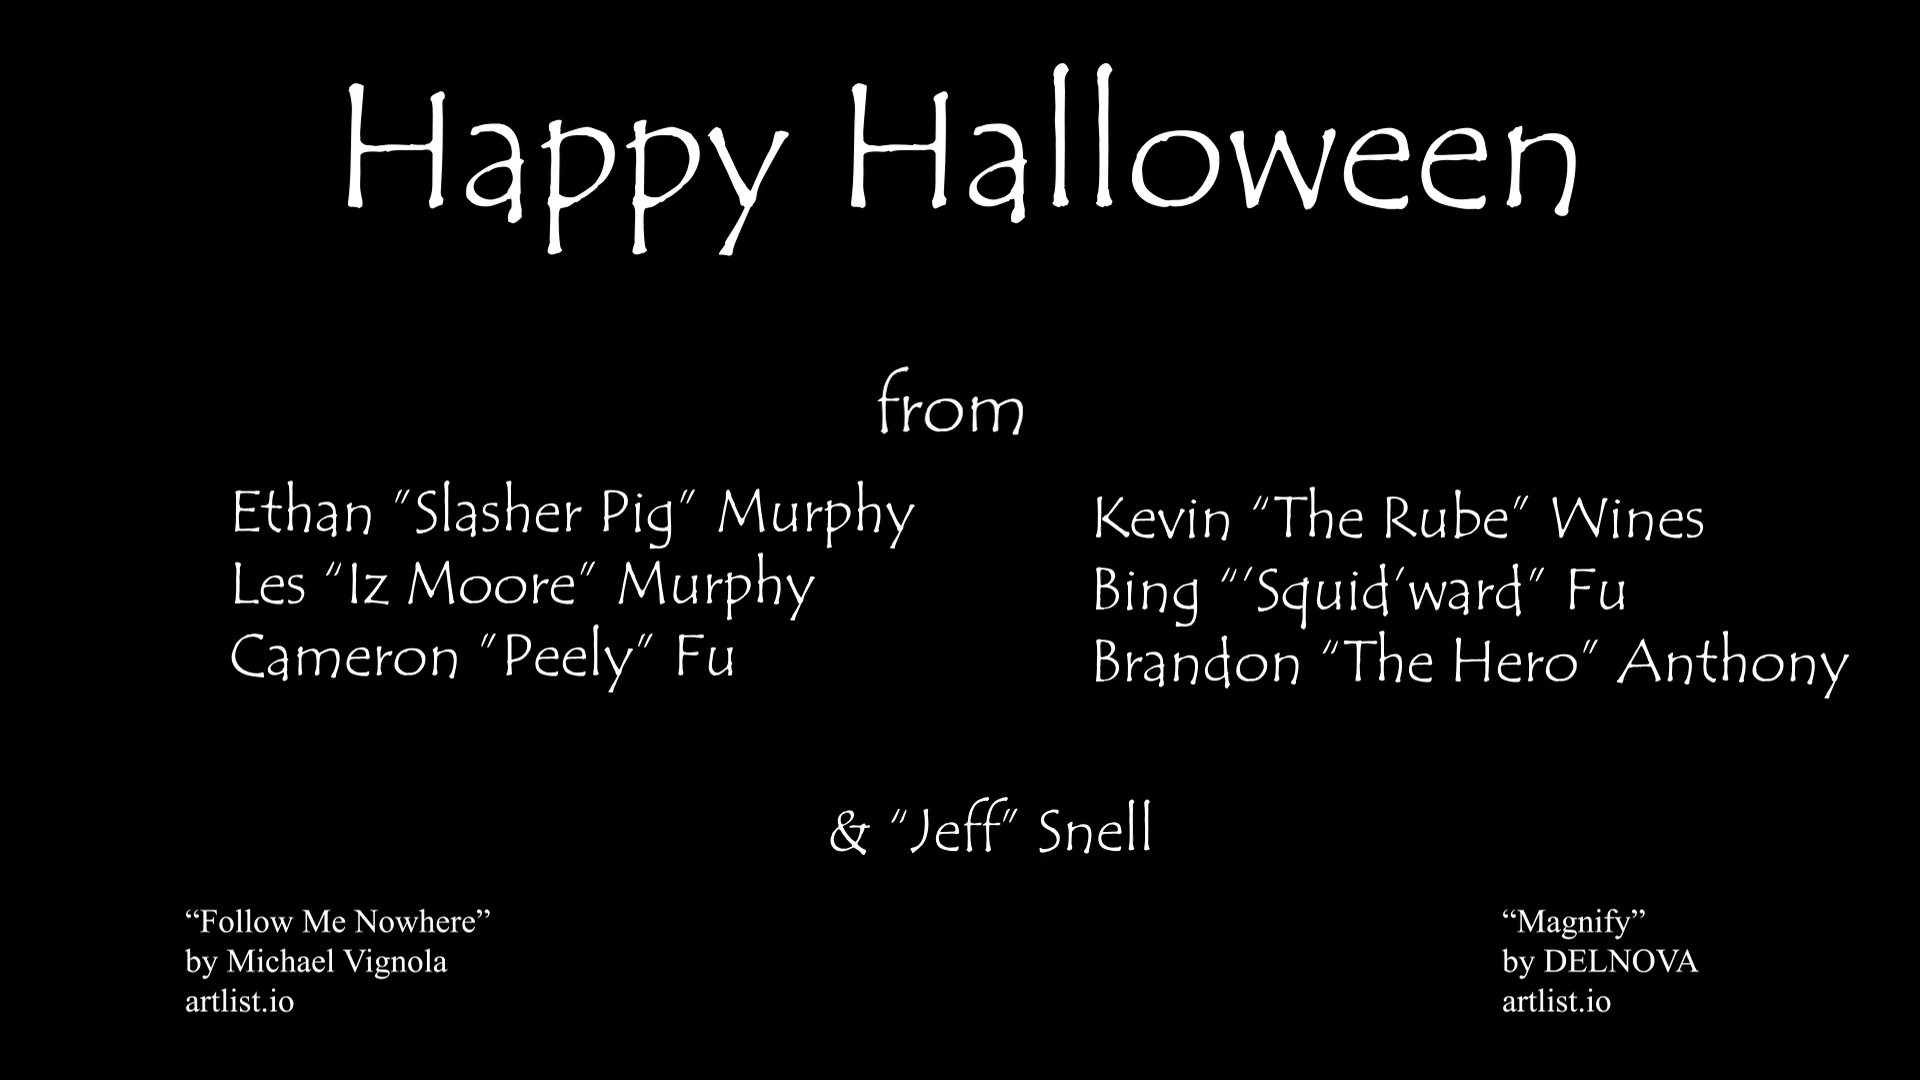 Happy Halloween
from
Ethan "Slasher Pig" Murphy
Les "Iz Moore" Murphy
Cameron "Peely" Fu
Kevin "The Rube" Wines
Bing "'Squid'ward" Fu
Brandon "The Hero" Anthony
& "Jeff" Snell
“Follow Me Nowhere”
by Michael Vignola
artlist.io
“Magnify”
by DELNOVA
artlist.io